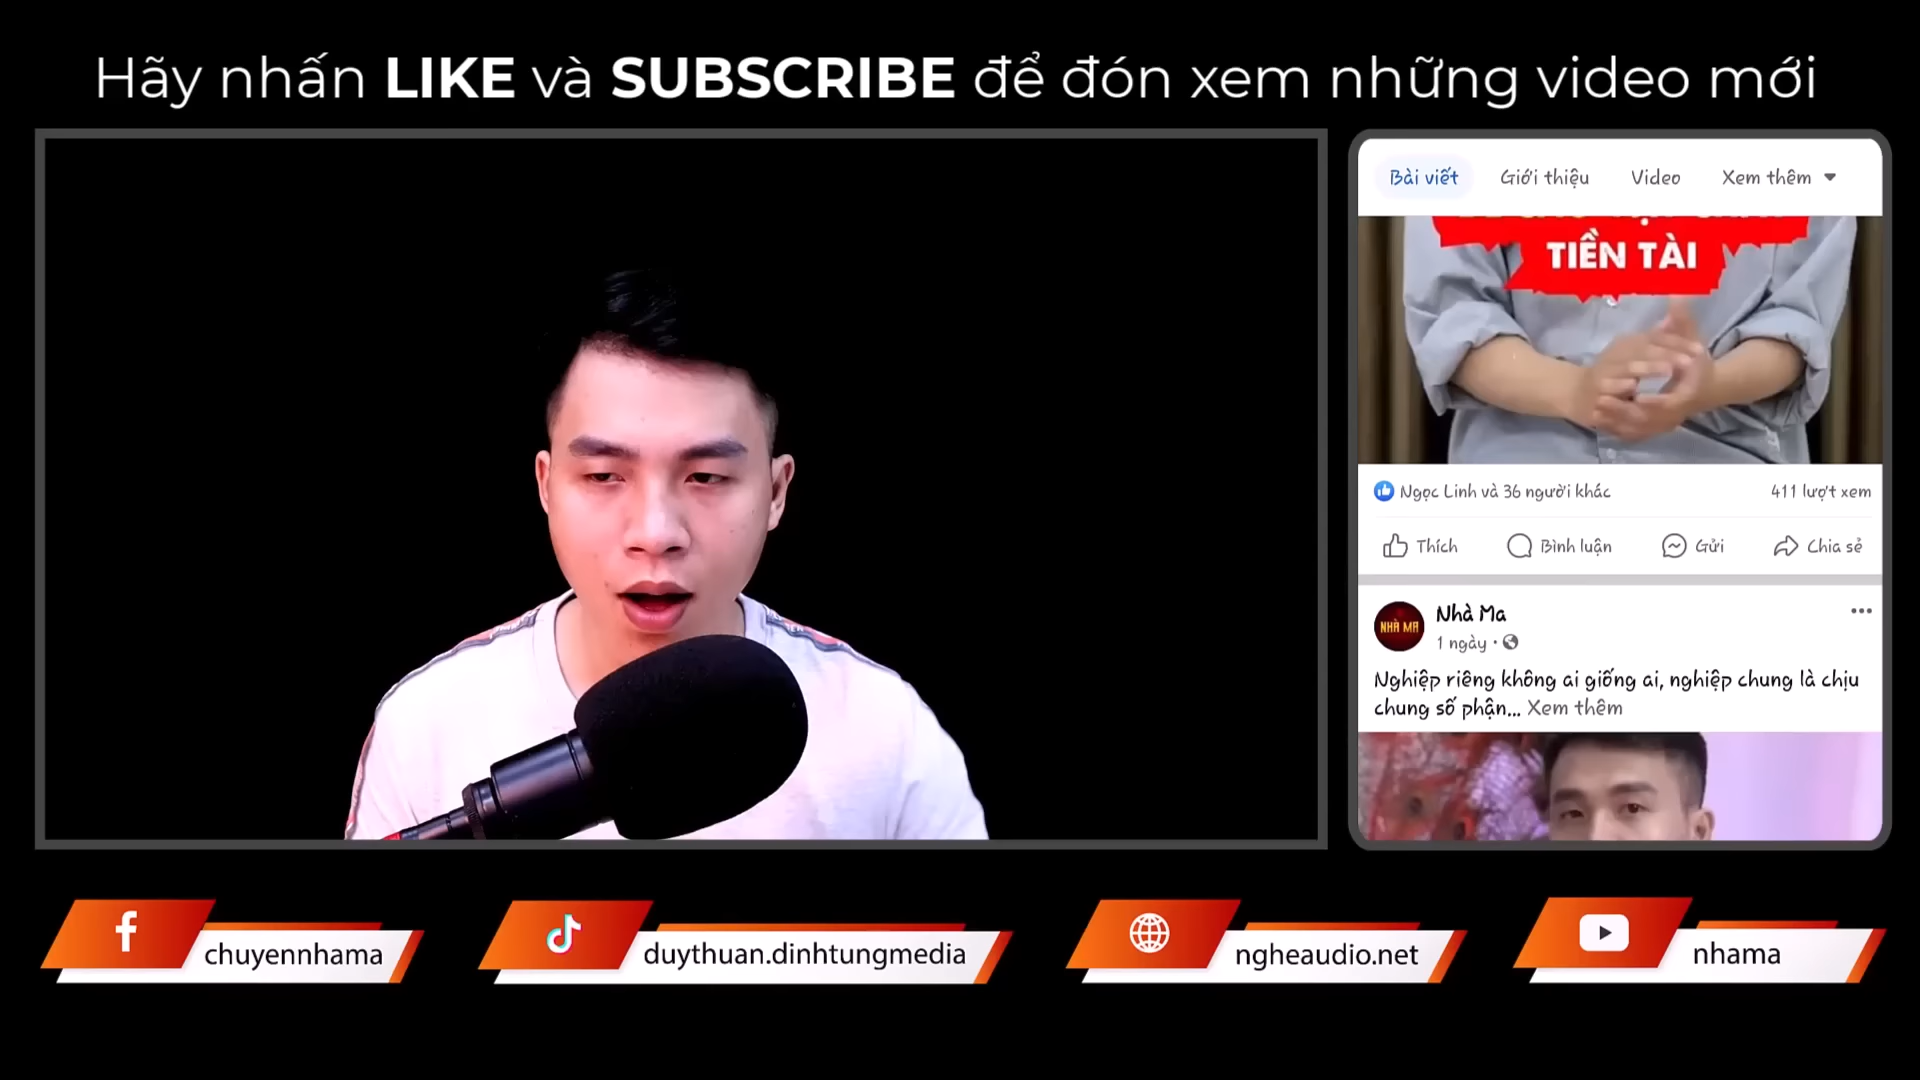 Hãy nhấn LIKE và SUBSCRIBE để đón xem những video mới
Bài viết
Giới thiệu
Video
Xem thêm
TIỀN TÀI
Ngọc Linh và 36 người khác
411 lượt xem
Thích
Bình luận
Gửi
Chia sẻ
NHÀ MA
Nhà Ma
1 ngày
Nghiệp riêng không ai giống ai, nghiệp chung là chịu
chung số phận... Xem thêm
chuyennhama
duythuan.dinhtungmedia
ngheaudio.net
nhama